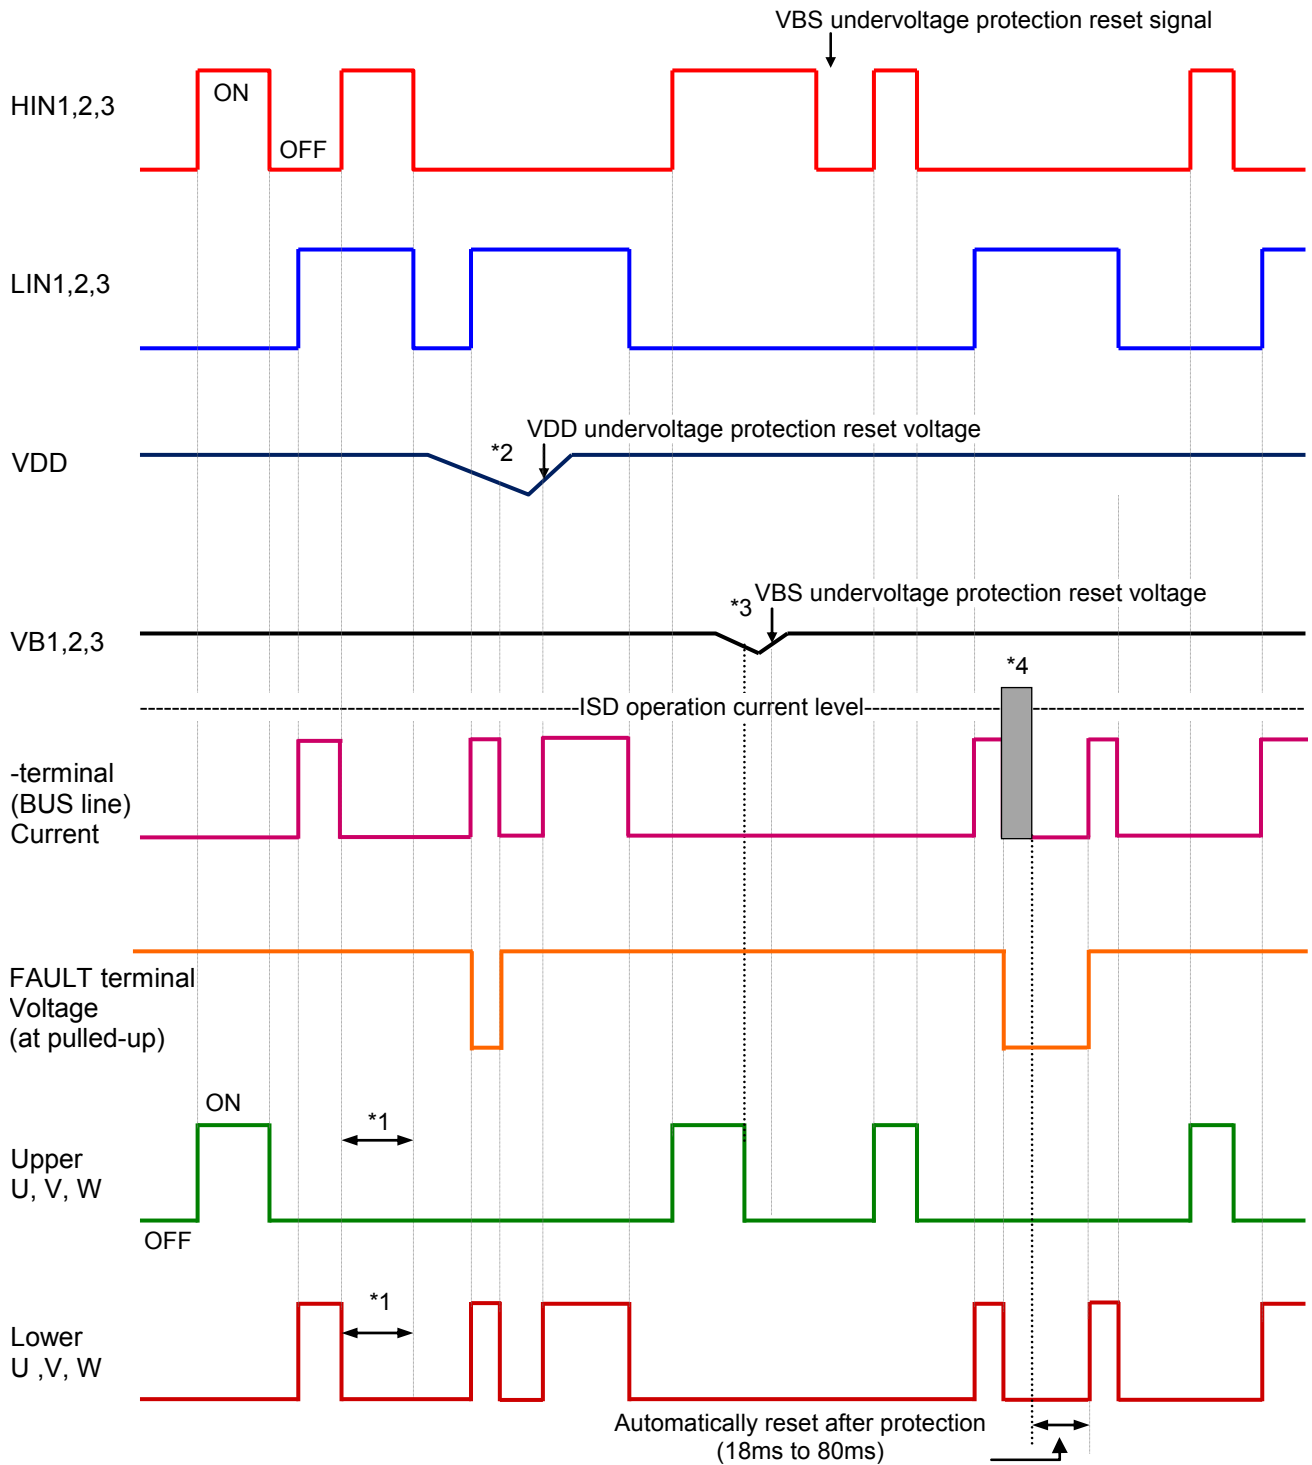 VBS undervoltage protection reset signal
HIN1,2,3
ON
OFF
LIN1,2,3
VDD undervoltage protection reset voltage
*2
VDD
VBS undervoltage protection reset voltage
*3
VB1,2,3
*4
ISD operation current level
-terminal
(BUS line)
Current
FAULT terminal
Voltage
(at pulled-up)
ON
*1
Upper
U, V, W
OFF
*1
Lower
U ,V, W
Automatically reset after protection
(18ms to 80ms)